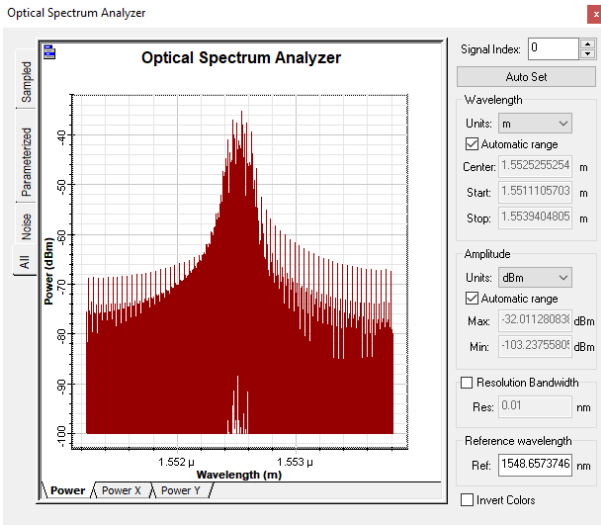 Optical Spectrum Analyzer
x
Sampled
Parameterized
Noise
All
Optical Spectrum Analyzer
Power (dBm)
-40
-50
-60
-70
-80
-90
-100
1.552 µ
1.553 µ
Wavelength (m)
Power
Power X
Power Y
Signal Index: 0
Auto Set
Wavelength
Units: m
Automatic range
Center: 1.5525255254 m
Start: 1.5511105703 m
Stop: 1.5539404805 m
Amplitude
Units: dBm
Automatic range
Max: -32.01128083 dBm
Min: -103.2375580 dBm
Resolution Bandwidth
Res: 0.01 nm
Reference wavelength
Ref: 1548.6573746 nm
Invert Colors